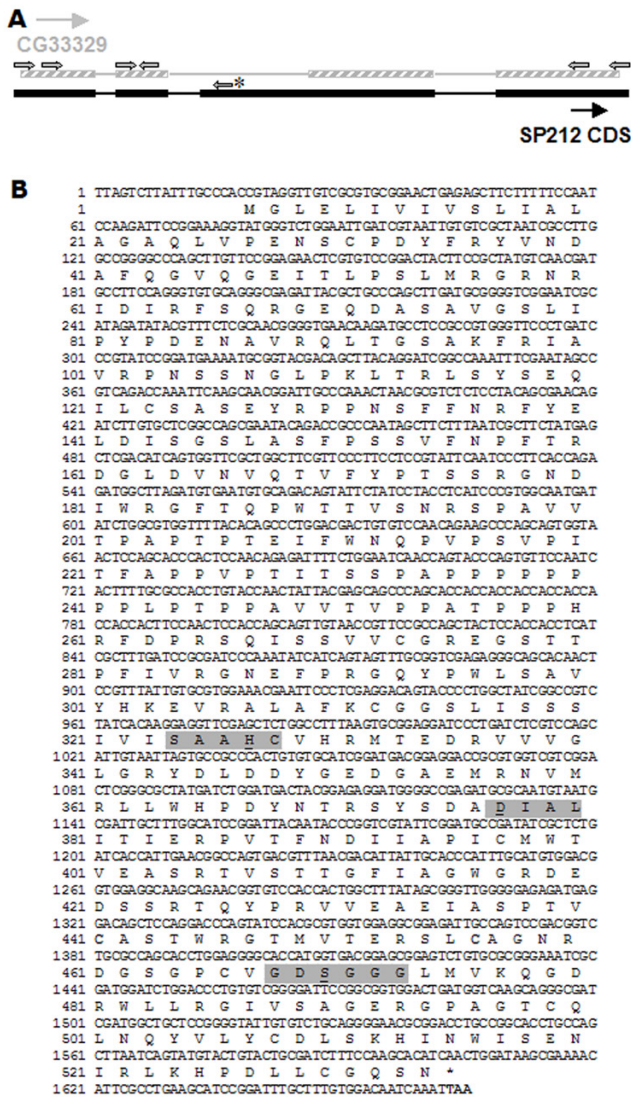 A
CG33329
*
SP212 CDS
B
1 TTAGTCTTATTTGCCCACCGTAGGTTGTCGCGTGCGGAACTGAGAGCTTCTTTTTCCAAT
1 M G L E L I V I V S L I A L
61 CCAAGATTCCGGAAAGGTATGGGTCTGGAATTGATCGTAATTGTGTCGCTAATCGCCTTG
21 A G A Q L V P E N S C P D Y F R Y V N D
121 GCCGGGGCCCAGCTTGTTCCGGAGAACTCGTGTCCGGACTACTTCCGCTATGTCAACGAT
41 A F Q G V Q G E I T L P S L M R G R N R
181 GCCTTCCAGGGTGTGCAGGGCGAGATTACGCTGCCCAGCTTGATGCGGGGTCGGAATCGC
61 I D I R F S Q R G E Q D A S A V G S L I
241 ATAGATATACGTTTCTCGCAACGGGGTGAACAAGATGCCTCCGCCGTGGGTTCCCTGATC
81 P Y P D E N A V R Q L T G S A K F R I A
301 CCGTATCCGGATGAAAATGCGGTACGACAGCTTACAGGATCGGCCAAATTTCGAATAGCC
101 V R P N S S N G L P K L T R L S Y S E Q
361 GTCAGACCAAATTCAAGCAACGGATTGCCCAAACTAACGCGTCTCTCCTACAGCGAACAG
121 I L C S A S E Y R P P N S F F N R F Y E
421 ATCTTGTGCTCGGCCAGCGAATACAGACCGCCCAATAGCTTCTTTAATCGCTTCTATGAG
141 L D I S G S L A S F P S S V F N P F T R
481 CTCGACATCAGTGGTTCGCTGGCTTCGTTCCCTTCCTCCGTATTCAATCCCTTCACCAGA
161 D G L D V N V Q T V F Y P T S S R G N D
541 GATGGCTTAGATGTGAATGTGCAGACAGTATTCTATCCTACCTCATCCCGTGGCAATGAT
181 I W R G F T Q P W T T V S N R S P A V V
601 ATCTGGCGTGGTTTTACACAGCCCTGGACGACTGTGTCCAACAGAAGCCCAGCAGTGGTA
201 T P A P T P T E I F W N Q P V P S V P I
661 ACTCCAGCACCCACTCCAACAGAGATTTTCTGGAATCAACCAGTACCCAGTGTTCCAATC
221 T F A P P V P T I T S S P A P P P P P P
721 ACTTTTGCGCCACCTGTACCAACTATTACGAGCAGCCCAGCACCACCACCACCACCACCA
241 P P L P T P P A V V T V P P A T P P P H
781 CCACCACTTCCAACTCCACCAGCAGTTGTAACCGTTCCGCCAGCTACTCCACCACCTCAT
261 R F D P R S Q I S S V V C G R E G S T T
841 CGCTTTGATCCGCGATCCCAAATATCATCAGTAGTTTGCGGTCGAGAGGGCAGCACAACT
281 P F I V R G N E F P R G Q Y P W L S A V
901 CCGTTTATTGTGCGTGGAAACGAATTCCCTCGAGGACAGTACCCCTGGCTATCGGCCGTC
301 Y H K E V R A L A F K C G G S L I S S S
961 TATCACAAGGAGGTTCGAGCTCTGGCCTTTAAGTGCGGAGGATCCCTGATCTCGTCCAGC
321 I V I S A A H C V H R M T E D R V V V G
1021 ATTGTAATTAGTGCCGCCCACTGTGTGCATCGGATGACGGAGGACCGCGTGGTCGTCGGA
341 L G R Y D L D D Y G E D G A E M R N V M
1081 CTCGGGCGCTATGATCTGGATGACTACGGAGAGGATGGGGCCGAGATGCGCAATGTAATG
361 R L L W H P D Y N T R S Y S D A D I A L
1141 CGATTGCTTTGGCATCCGGATTACAATACCCGGTCGTATTCGGATGCCGATATCGCTCTG
381 I T I E R P V T F N D I I A P I C M W T
1201 ATCACCATTGAACGGCCAGTGACGTTTAACGACATTATTGCACCCATTTGCATGTGGACG
401 V E A S R T V S T T G F I A G W G R D E
1261 GTGGAGGCAAGCAGAACGGTGTCCACCACTGGCTTTATAGCGGGTTGGGGGAGAGATGAG
421 D S S R T Q Y P R V V E A E I A S P T V
1321 GACAGCTCCAGGACCCAGTATCCACGCGTGGTGGAGGCGGAGATTGCCAGTCCGACGGTC
441 C A S T W R G T M V T E R S L C A G N R
1381 TGCGCCAGCACCTGGAGGGGCACCATGGTGACGGAGCGGAGTCTGTGCGCGGGAAATCGC
461 D G S G P C V G D S G G G L M V K Q G D
1441 GATGGATCTGGACCCTGTGTCGGGGATTCCGGCGGTGGACTGATGGTCAAGCAGGGCGAT
481 R W L L R G I V S A G E R G P A G T C Q
1501 CGATGGCTGCTCCGGGGTATTGTGTCTGCAGGGGAACGCGGACCTGCCGGCACCTGCCAG
501 L N Q Y V L Y C D L S K H I N W I S E N
1561 CTTAATCAGTATGTACTGTACTGCGATCTTTCCAAGCACATCAACTGGATAAGCGAAAAC
521 I R L K H P D L L C G Q S N *
1621 ATTCGCCTGAAGCATCCGGATTTGCTTTGTGGACAATCAAATTAA